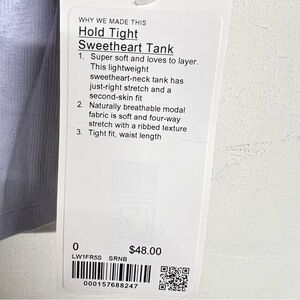 WHY WE MADE THIS
Hold Tight
Sweetheart Tank
1. Super soft and loves to layer.
This lightweight
sweetheart-neck tank has
just-right stretch and a
second-skin fit
2. Naturally breathable modal
fabric is soft and four-way
stretch with a ribbed texture
3. Tight fit, waist length
0 $48.00
LW1FR5S SRNB
000157688247